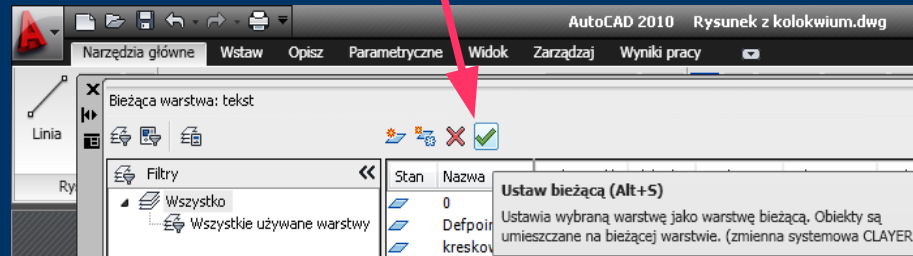 AutoCAD 2010 Rysunek z kolokwium.dwg
Narzędzia główne Wstaw Opisz Parametryczne Widok Zarządzaj Wyniki pracy
Linia
Bieżąca warstwa: tekst
Filtry
Wszystko
Wszystkie używane warstwy
Stan Nazwa
0
Defpoin
kreskov
Ustaw bieżącą (Alt+S)
Ustawia wybraną warstwę jako warstwę bieżącą. Obiekty są
umieszczane na bieżącej warstwie. (zmienna systemowa CLAYER
Ry